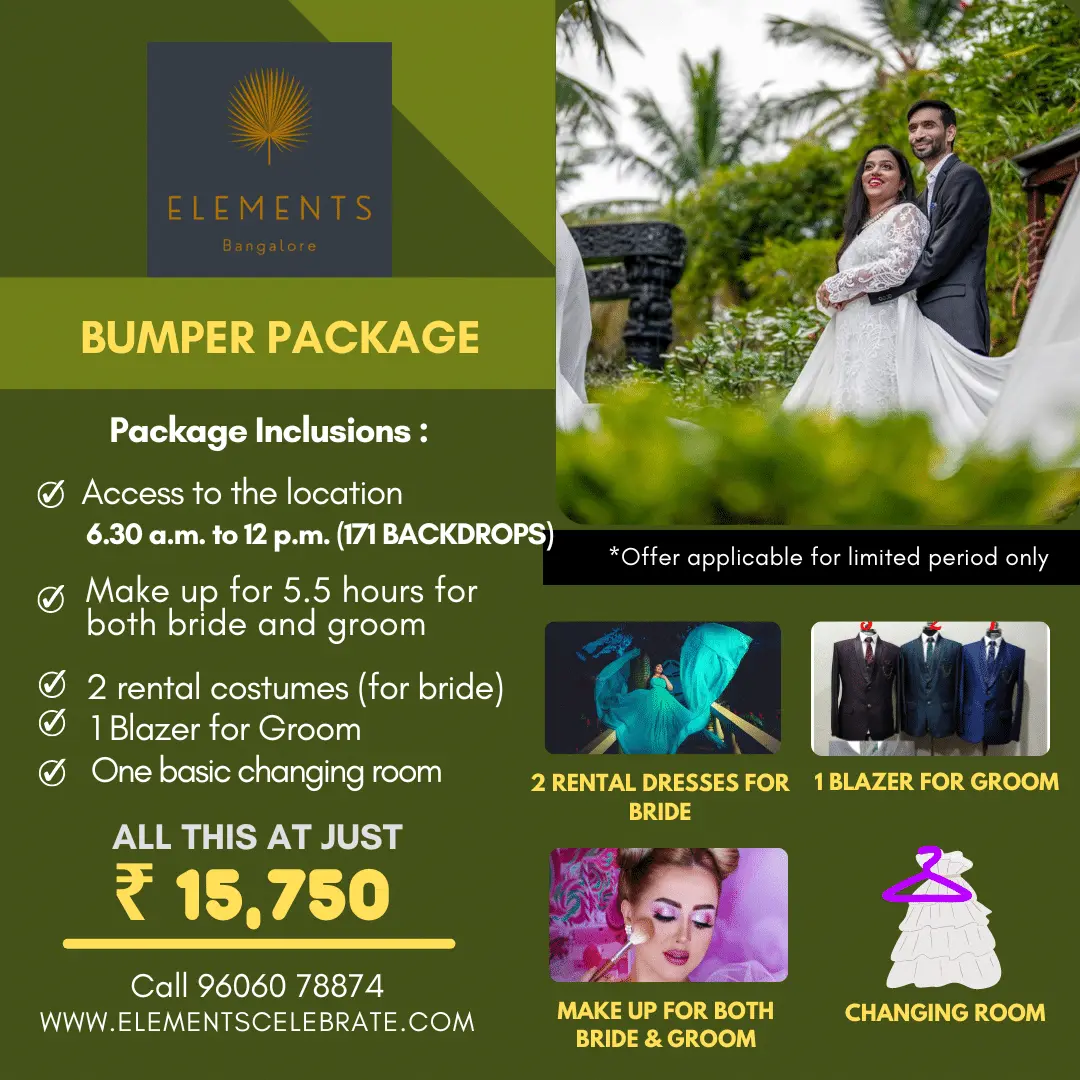 ELEMENTS
Bangalore
BUMPER PACKAGE
Package Inclusions :
Access to the location
6.30 a.m. to 12 p.m. (171 BACKDROPS)
Make up for 5.5 hours for
both bride and groom
2 rental costumes (for bride)
1 Blazer for Groom
One basic changing room
ALL THIS AT JUST
₹ 15,750
Call 96060 78874
WWW.ELEMENTSCELEBRATE.COM
*Offer applicable for limited period only
2 RENTAL DRESSES FOR
BRIDE
1 BLAZER FOR GROOM
MAKE UP FOR BOTH
BRIDE & GROOM
CHANGING ROOM